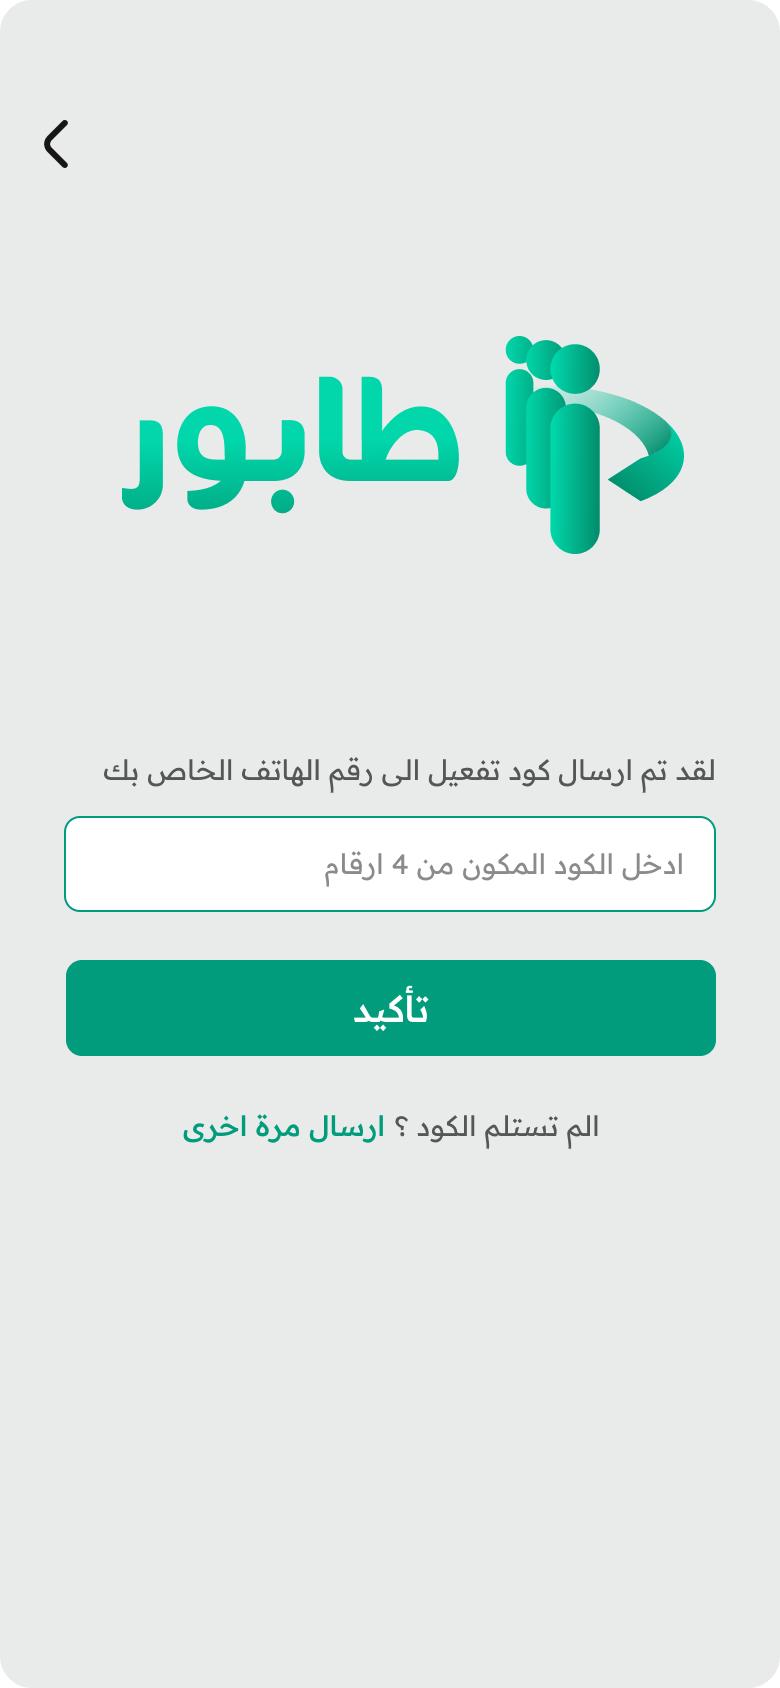 طابور
لقد تم ارسال كود تفعيل الى رقم الهاتف الخاص بك
ادخل الكود المكون من 4 ارقام
تأكيد
الم تستلم الكود ؟ ارسال مرة اخرى